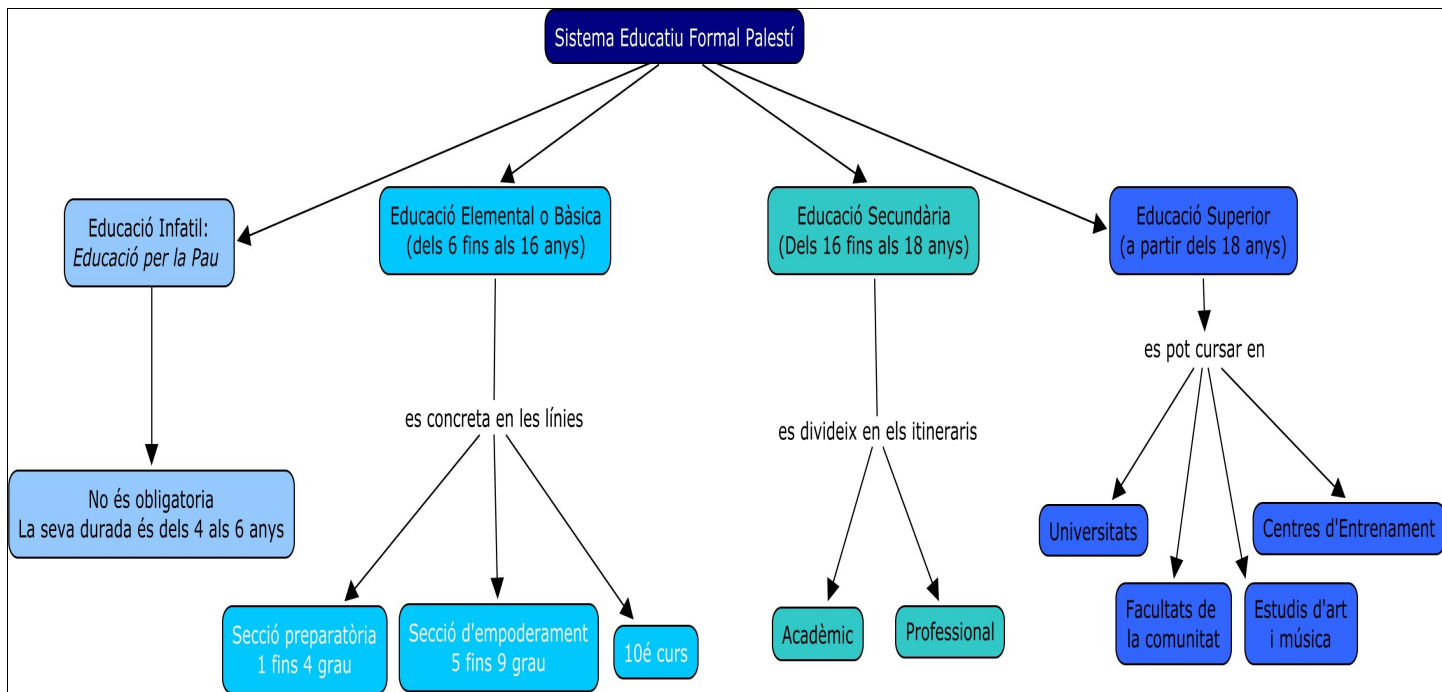 Sistema Educatiu Formal Palestí
Educació Infatil:
Educació per la Pau
Educació Elemental o Bàsica
(dels 6 fins als 16 anys)
Educació Secundària
(Dels 16 fins als 18 anys)
Educació Superior
(a partir dels 18 anys)
es pot cursar en
es concreta en les línies
es divideix en els itineraris
No és obligatoria
La seva durada és dels 4 als 6 anys
Universitats
Centres d'Entrenament
Secció preparatòria
1 fins 4 grau
Secció d'empoderament
5 fins 9 grau
10é curs
Acadèmic
Professional
Facultats de
la comunitat
Estudis d'art
i música